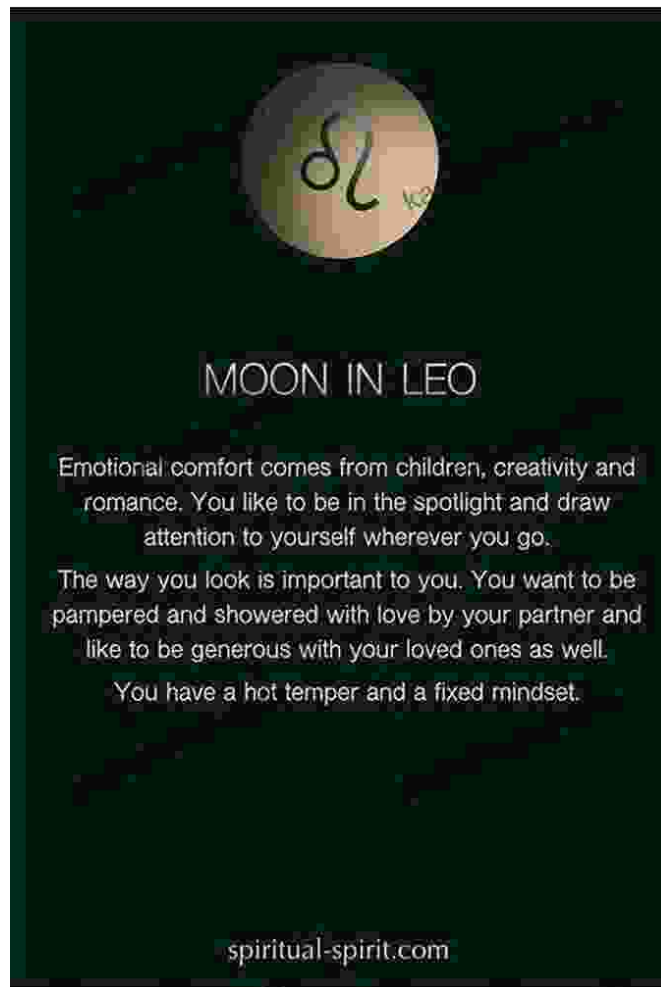 MOON IN LEO
Emotional comfort comes from children, creativity and
romance. You like to be in the spotlight and draw
attention to yourself wherever you go.
The way you look is important to you. You want to be
pampered and showered with love by your partner and
like to be generous with your loved ones as well.
You have a hot temper and a fixed mindset.
spiritual-spirit.com